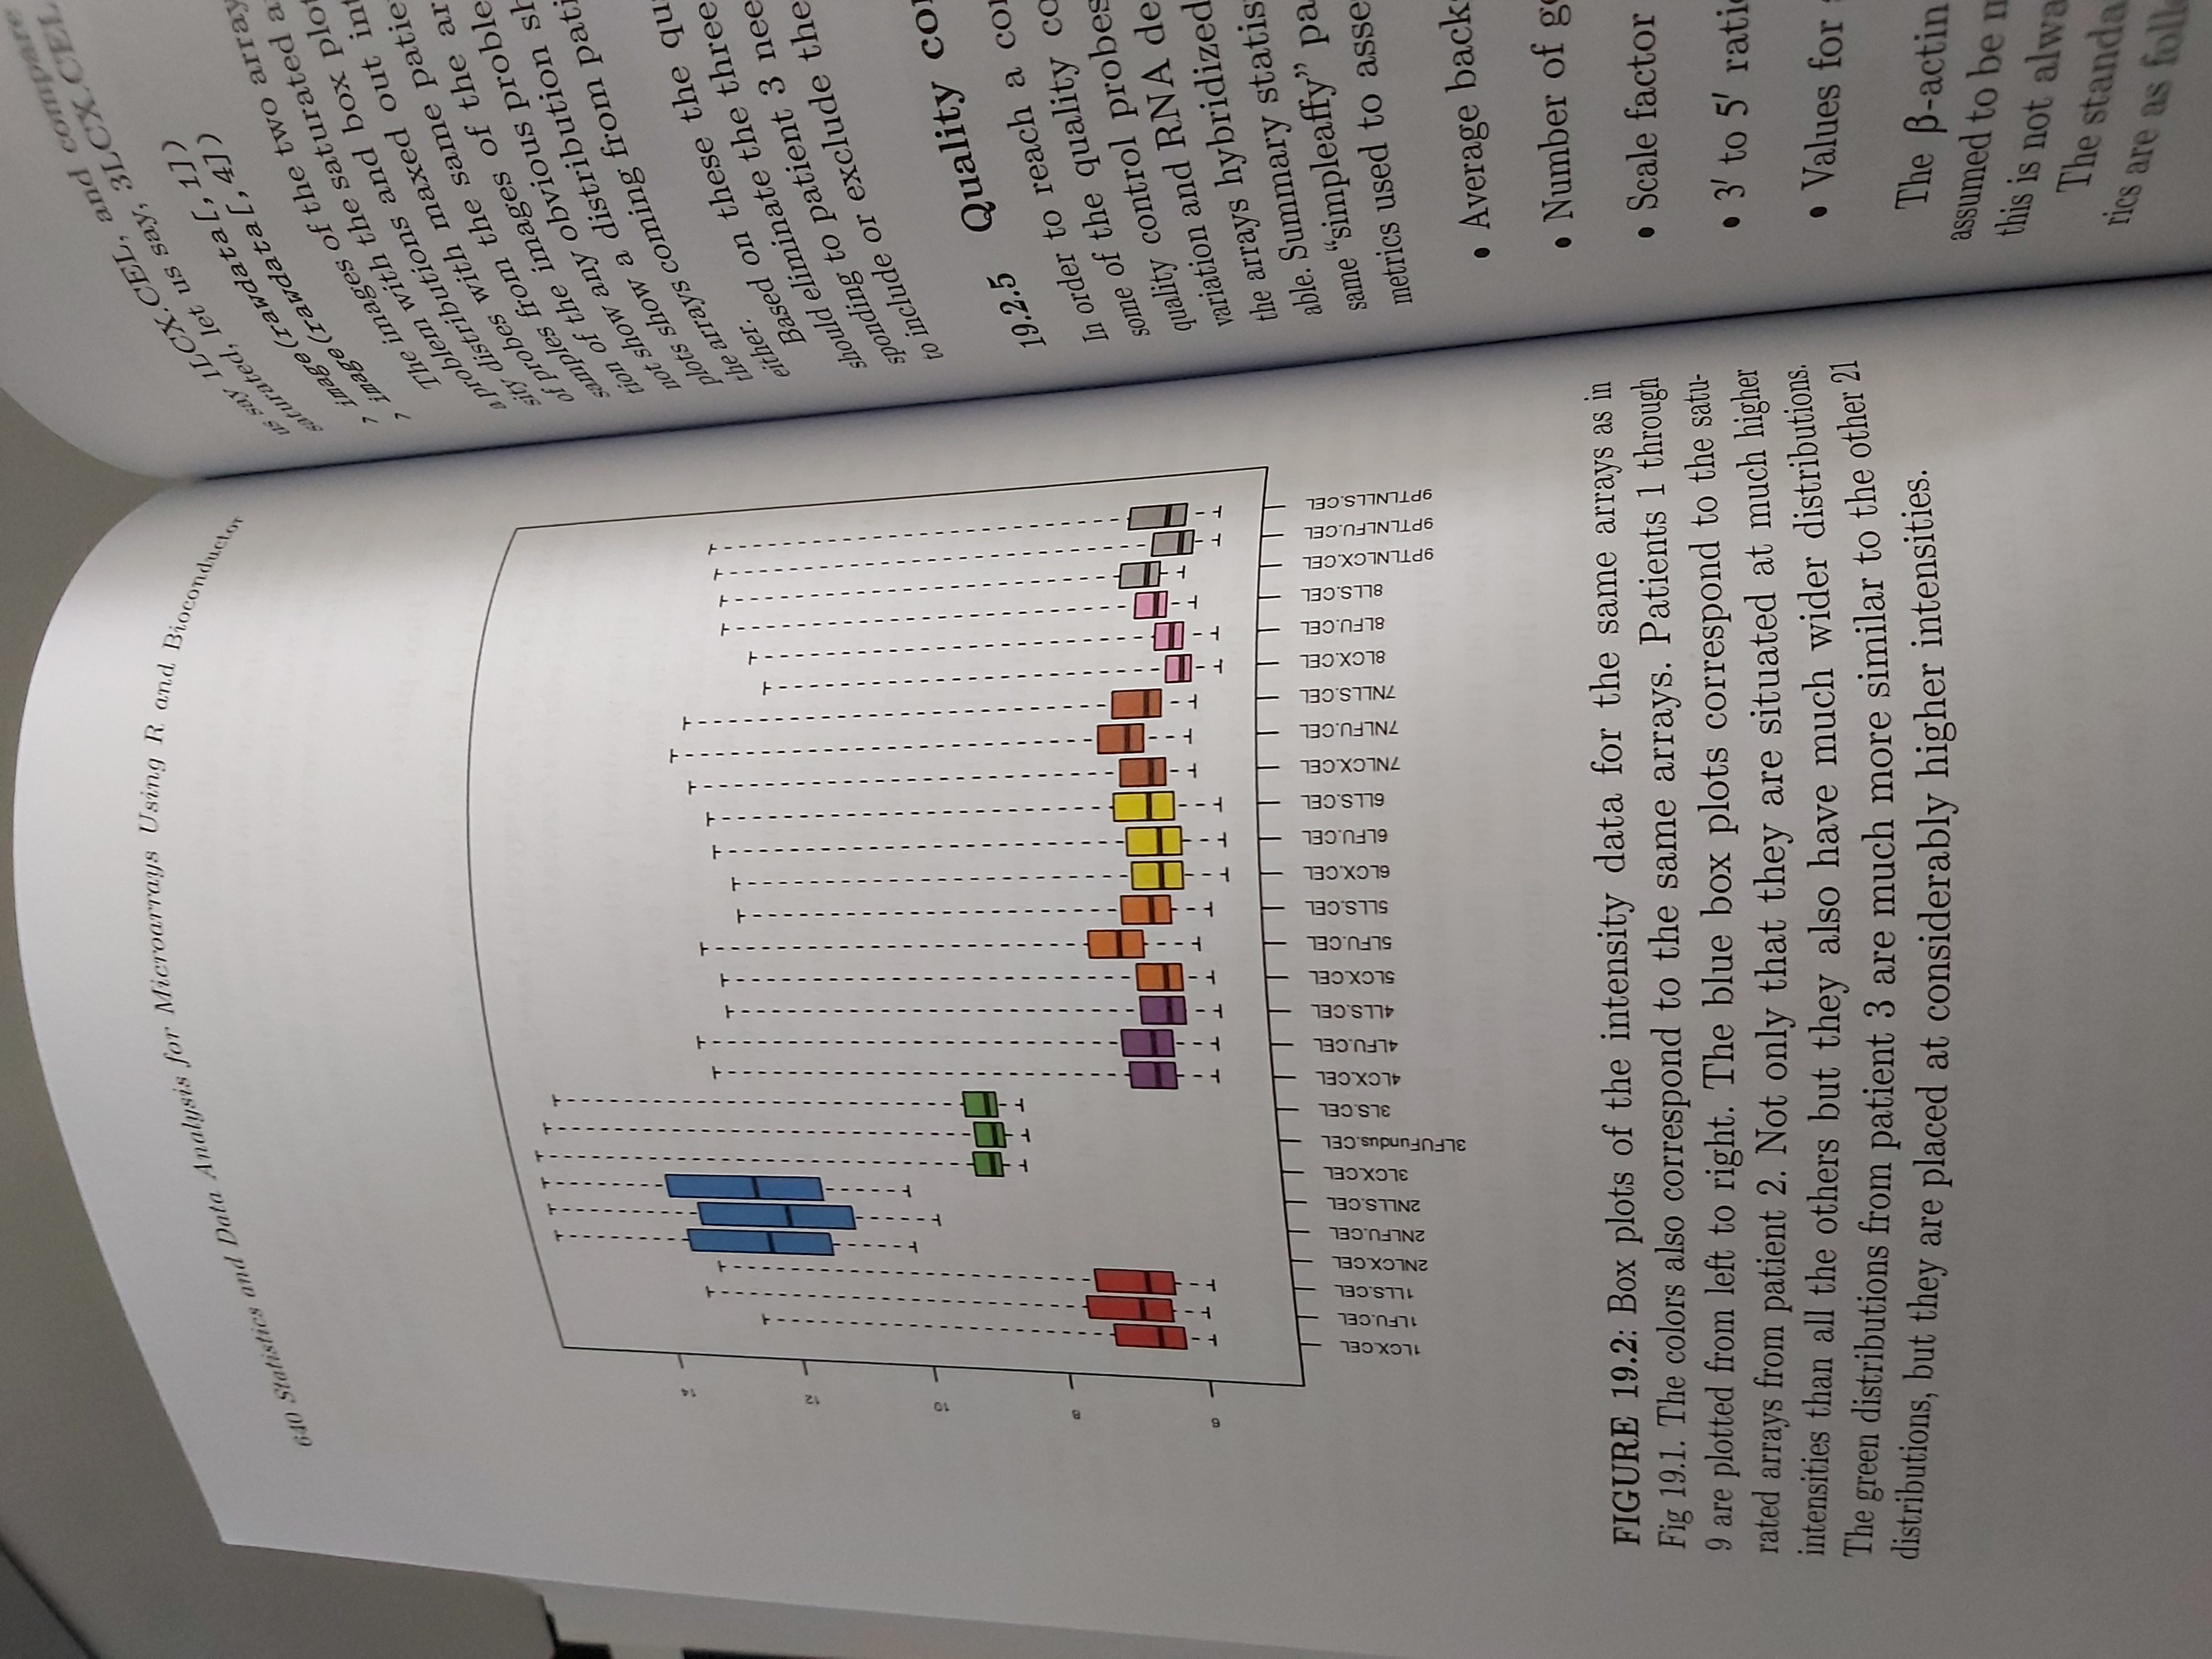 640 Statistics and Data Analysis for Microarrays Using R and Bioconductor
14
12
10
8
6
1LCX.CEL
1LFU.CEL
1LLS.CEL
2NLCX.CEL
2NLFU.CEL
2NLLS.CEL
3LCX.CEL
3LFUFundus.CEL
3LS.CEL
4LCX.CEL
4LFU.CEL
4LLS.CEL
5LCX.CEL
5LFU.CEL
5LLS.CEL
6LCX.CEL
6LFU.CEL
6LLS.CEL
7NLCX.CEL
7NLFU.CEL
7NLLS.CEL
8LCX.CEL
8LFU.CEL
8LLS.CEL
9PTLNLCX.CEL
9PTLNLFU.CEL
9PTLNLLS.CEL
FIGURE 19.2: Box plots of the intensity data for the same arrays as in
Fig 19.1. The colors also correspond to the same arrays. Patients 1 through
9 are plotted from left to right. The blue box plots correspond to the satu-
rated arrays from patient 2. Not only that they are situated at much higher
intensities than all the others but they also have much wider distributions.
The green distributions from patient 3 are much more similar to the other 21
distributions, but they are placed at considerably higher intensities.
us say 1LCX.CEL, and compare
saturated, let us say, 3LCX.CEL
> image(rawdata[,1])
> image(rawdata[,4])
The images of the two array
a problem with the saturated a
sity distributions and box plot
of probes with maxed out int
samples from the same patie
tion of the images of the ar
not show any obvious proble
plots show a distribution sh
the arrays coming from pati
either.
Based on these the qu
should eliminate the three
sponding to patient 3 nee
to include or exclude the
19.2.5 Quality co
In order to reach a co
some of the quality co
quality control probes
variation and RNA de
the arrays hybridized
able. Summary statis
same “simpleaffy” pa
metrics used to asse
• Average back
• Number of g
• Scale factor
• 3′ to 5′ rati
• Values for
The β-actin
assumed to be
this is not alwa
The standa
rics are as foll